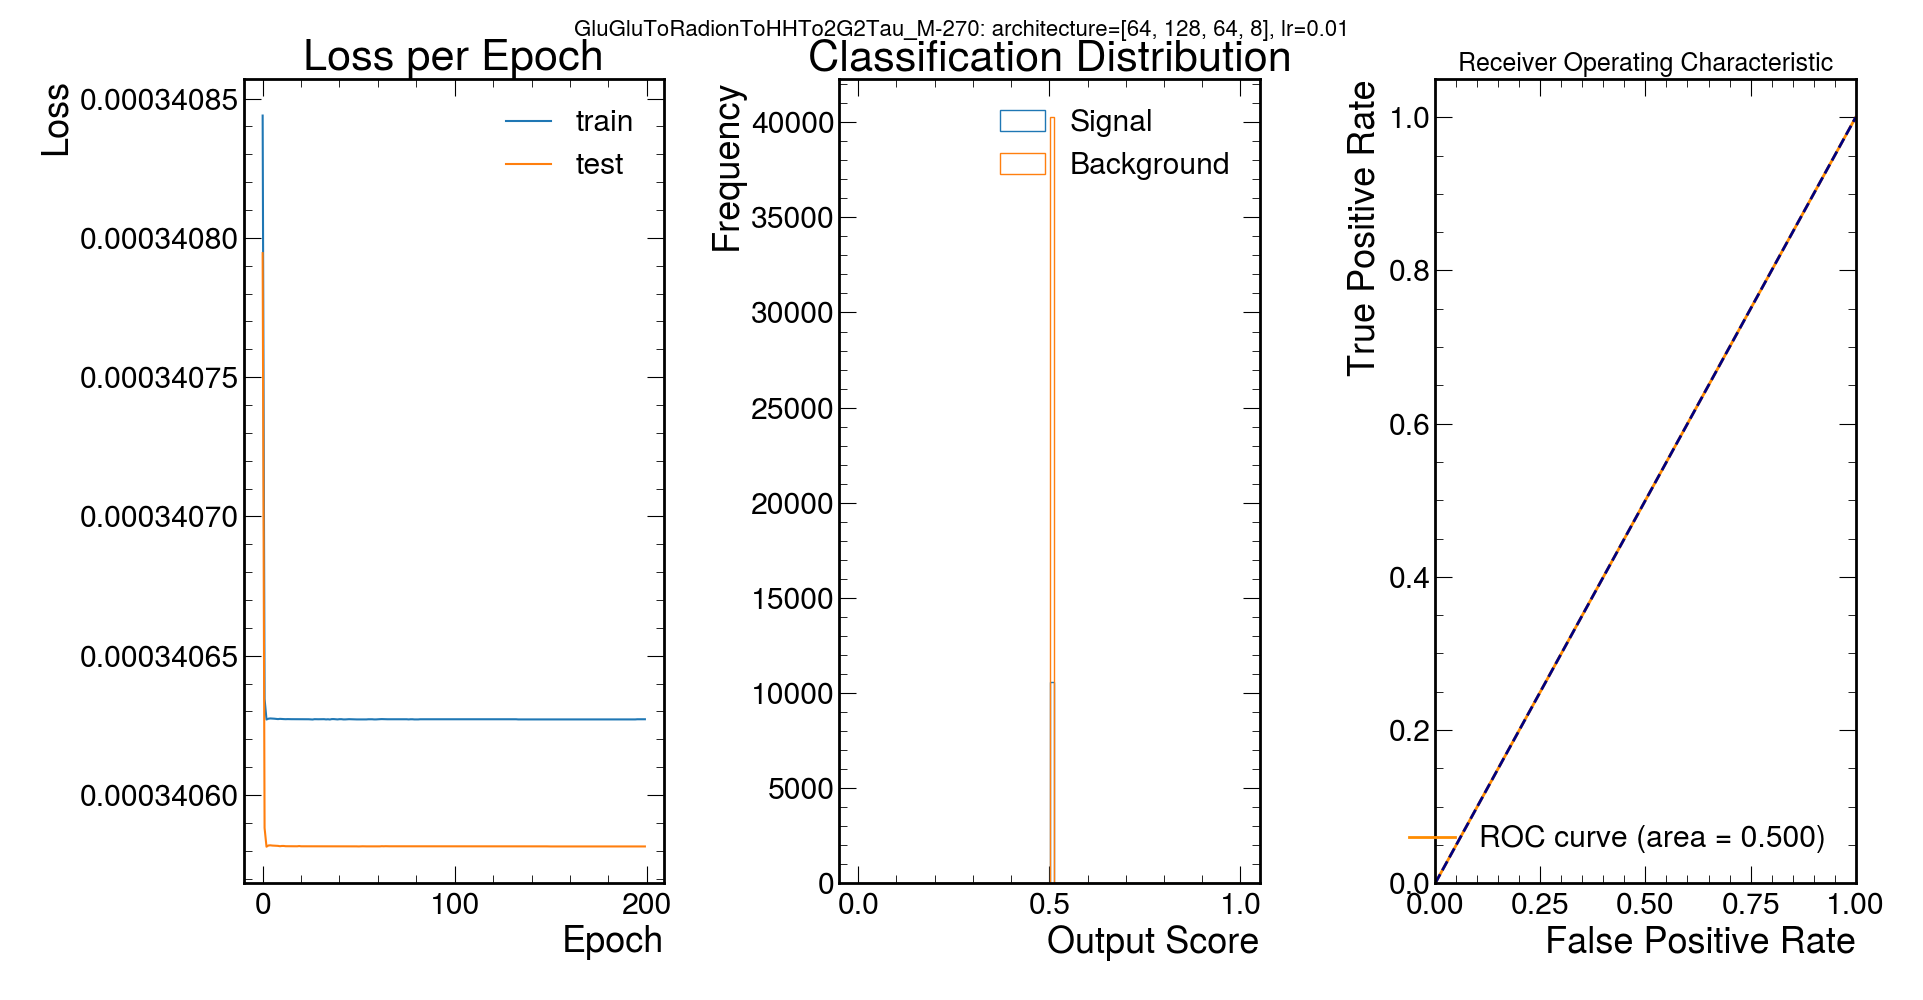 GluGluToRadionToHHTo2G2Tau_M-270: architecture=[64, 128, 64, 8], lr=0.01
Loss per Epoch
Loss
0.00034085
0.00034080
0.00034075
0.00034070
0.00034065
0.00034060
train
test
0 100 200
Epoch
Classification Distribution
Frequency
40000
35000
30000
25000
20000
15000
10000
5000
0
Signal
Background
0.0 0.5 1.0
Output Score
Receiver Operating Characteristic
True Positive Rate
1.0
0.8
0.6
0.4
0.2
0.0
ROC curve (area = 0.500)
0.00 0.25 0.50 0.75 1.00
False Positive Rate